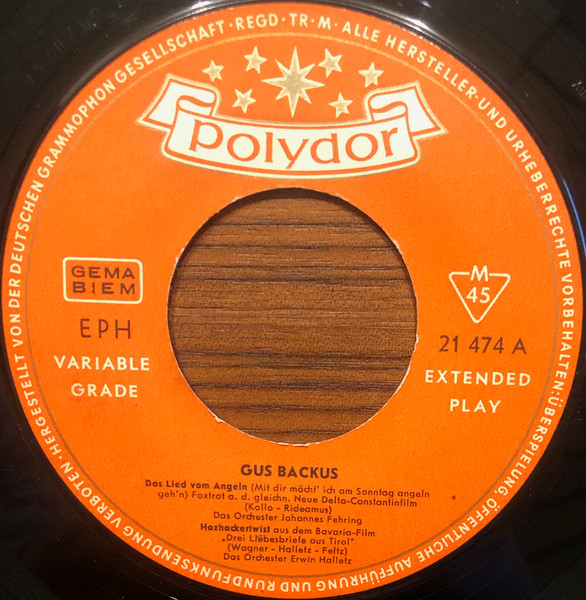 HERGESTELLT VON DER DEUTSCHEN GRAMMOPHON GESELLSCHAFT · REGD · TR · M · ALLE HERSTELLER- UND URHEBERRECHTE VORBEHALTEN: ÜBERSPIELUNG, ÖFFENTLICHE AUFFÜHRUNG UND RUNDFUNKSENDUNG VERBOTEN ·
Polydor
GEMA
BIEM
EPH
VARIABLE
GRADE
M
45
21 474 A
EXTENDED
PLAY
GUS BACKUS
Das Lied vom Angeln (Mit dir möcht' ich am Sonntag angeln
geh'n) Foxtrot a. d. gleichn. Neue Delta-Constantinfilm
(Kollo - Rideamus)
Das Orchester Johannes Fehring
Hozhackertwist aus dem Bavaria-Film
„Drei Liebesbriefe aus Tirol"
(Wagner - Halletz - Feltz)
Das Orchester Erwin Halletz